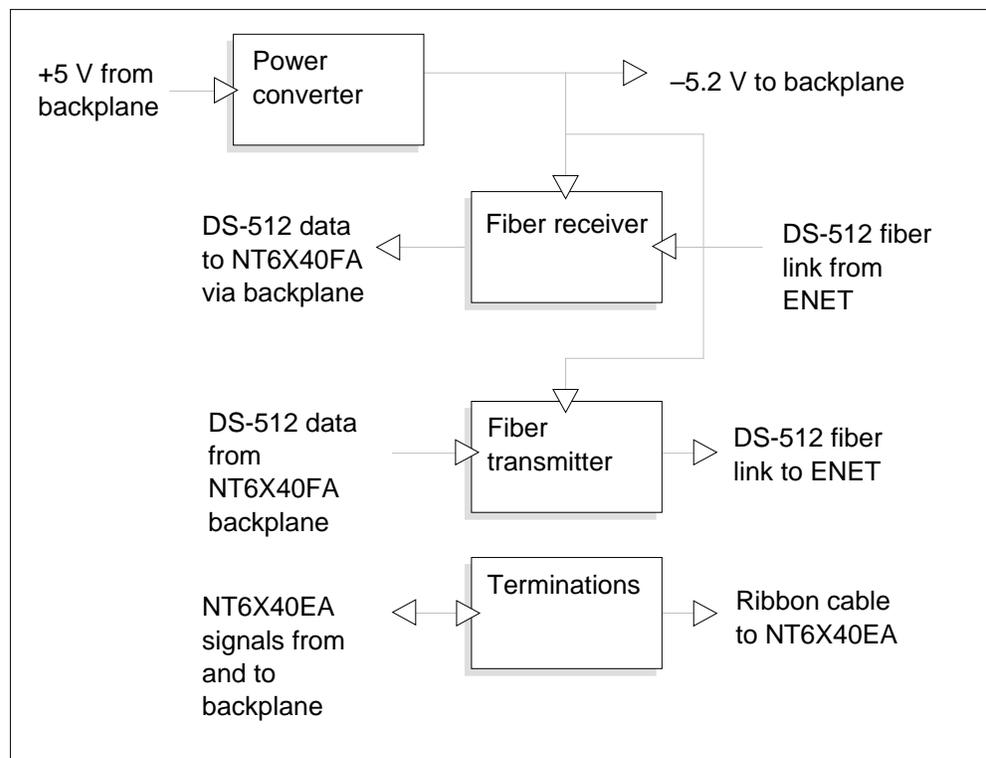 +5 V from
backplane
Power
converter
–5.2 V to backplane
DS-512 data
to NT6X40FA
via backplane
Fiber receiver
DS-512 fiber
link from
ENET
DS-512 data
from
NT6X40FA
backplane
Fiber
transmitter
DS-512 fiber
link to ENET
NT6X40EA
signals from
and to
backplane
Terminations
Ribbon cable
to NT6X40EA